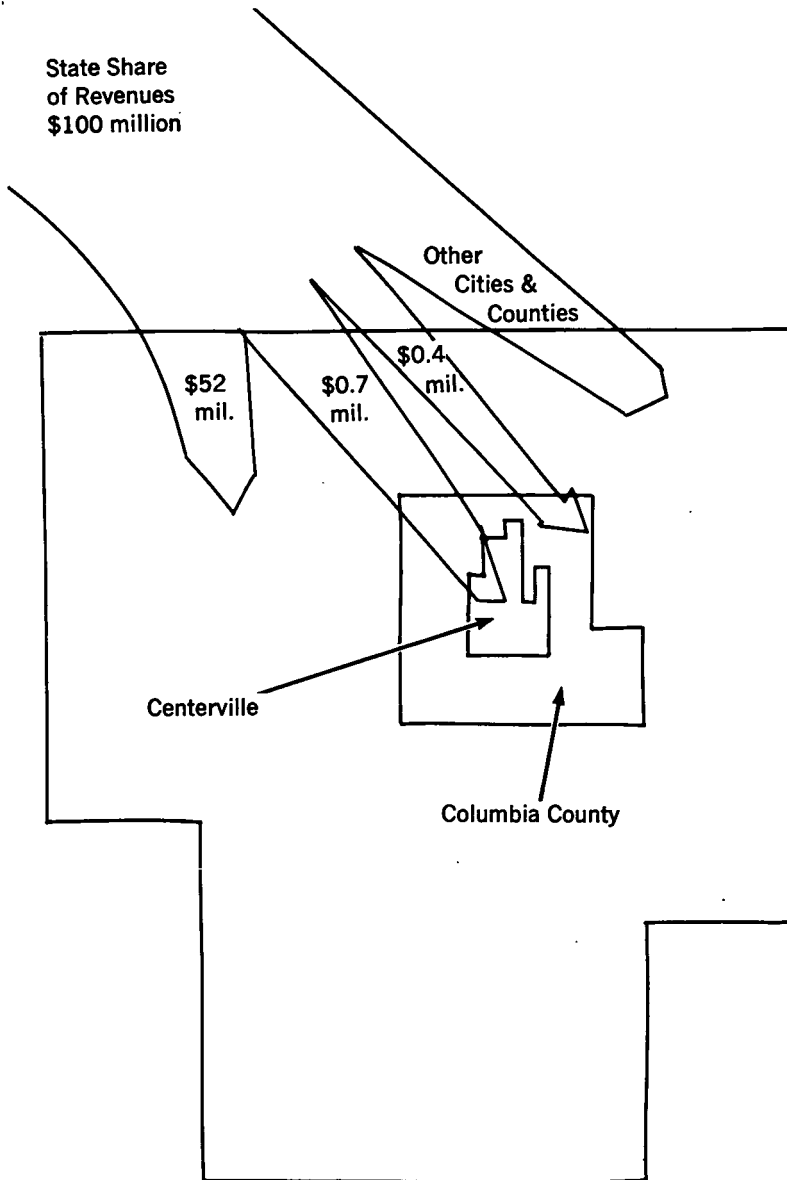 State Share
of Revenues
$100 million
Other
Cities &
Counties
$52
mil.
$0.7
mil.
$0.4
mil.
Centerville
Columbia County